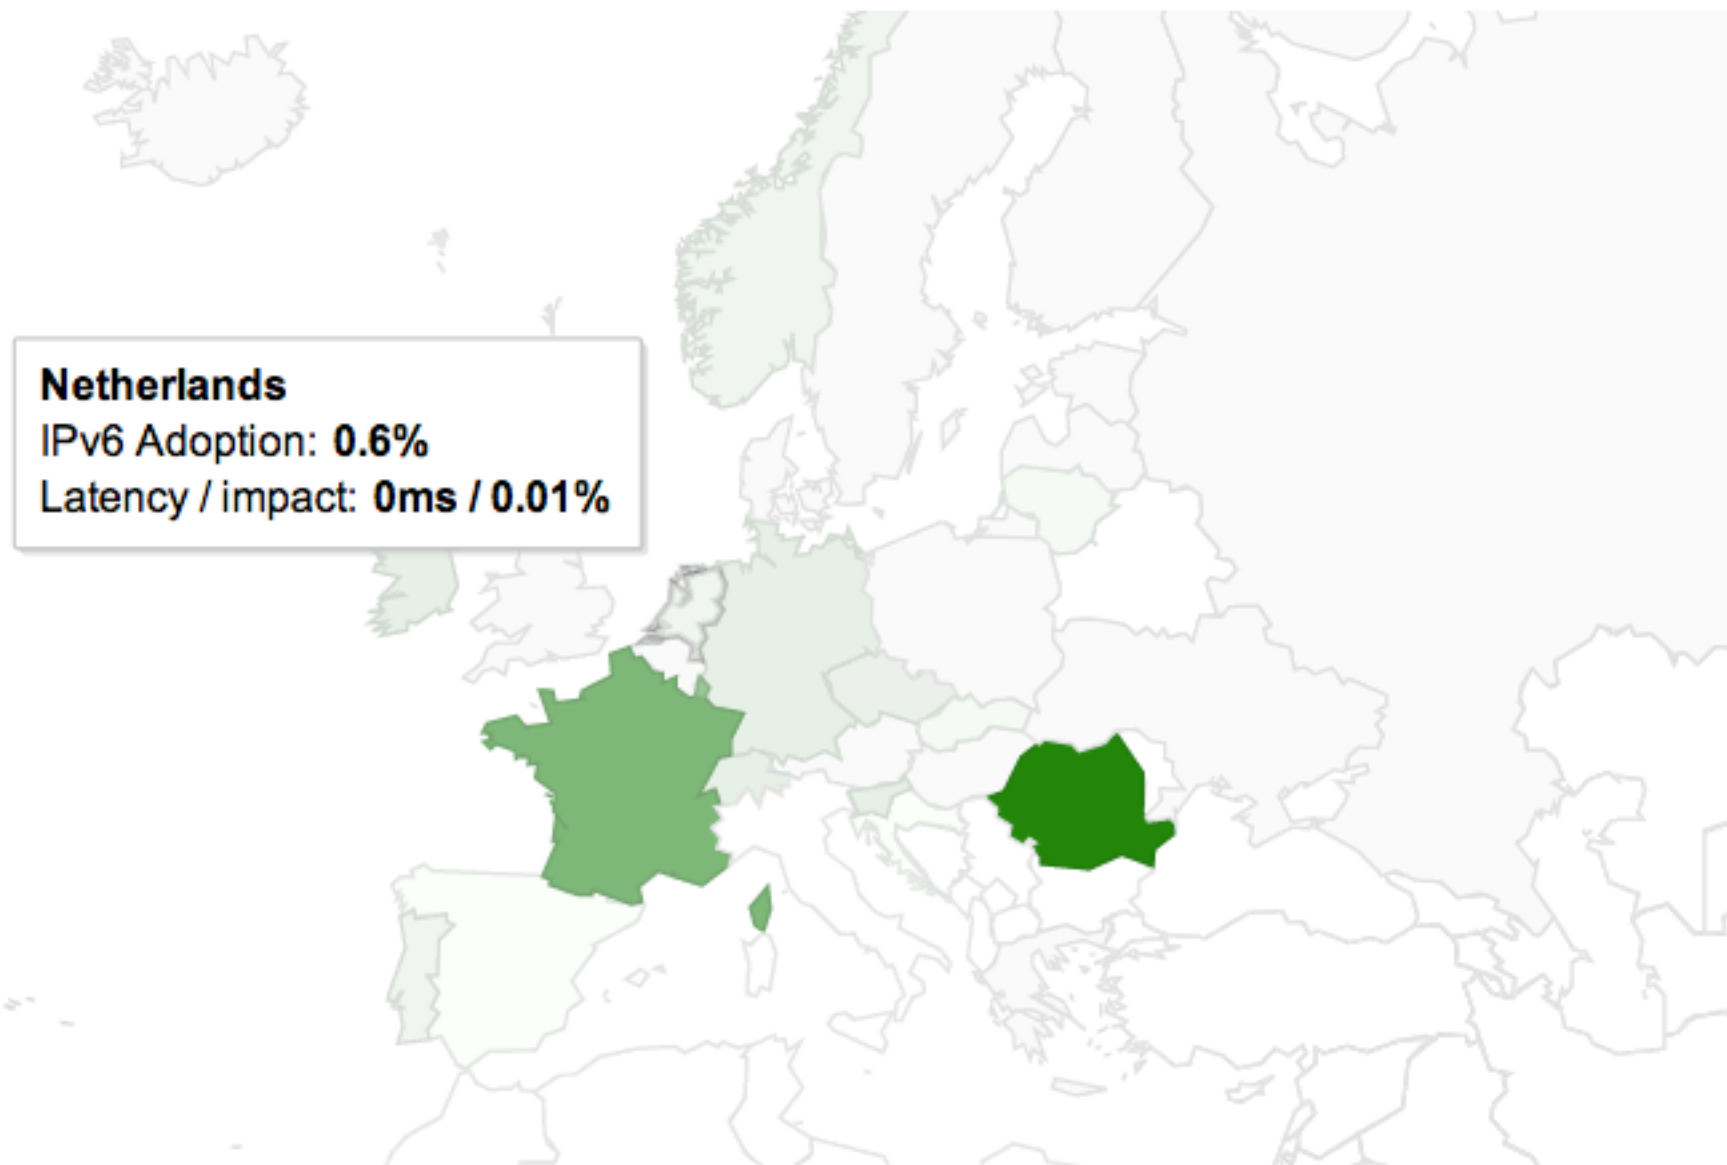 Netherlands
IPv6 Adoption: 0.6%
Latency / impact: 0ms / 0.01%